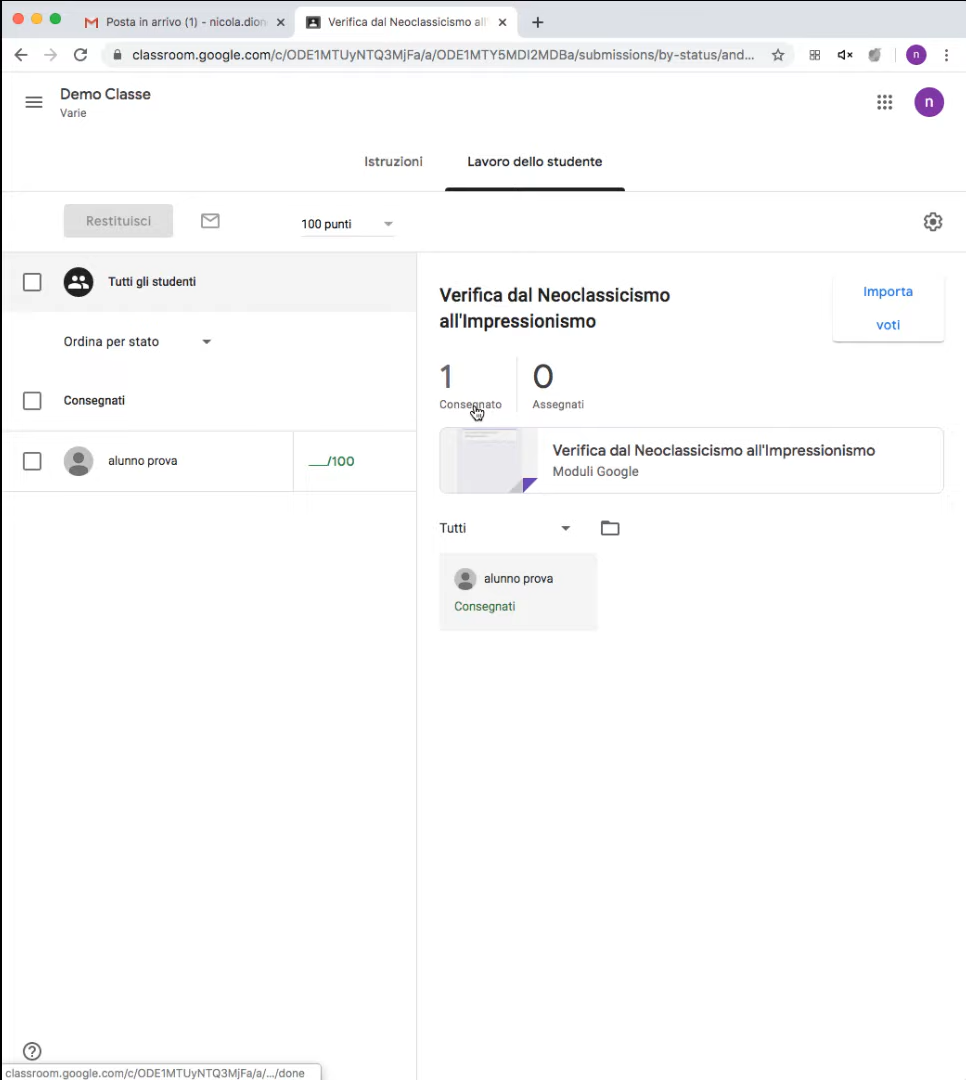 Posta in arrivo (1) - nicola.dion
Verifica dal Neoclassicismo all
classroom.google.com/c/ODE1MTUyNTQ3MjFa/a/ODE1MTY5MDI2MDBa/submissions/by-status/and...
n
Demo Classe
Varie
n
Istruzioni
Lavoro dello studente
Restituisci
100 punti
Tutti gli studenti
Ordina per stato
Consegnati
alunno prova
__/100
Verifica dal Neoclassicismo
all'Impressionismo
Importa
voti
1
Consegnato
0
Assegnati
Verifica dal Neoclassicismo all'Impressionismo
Moduli Google
Tutti
alunno prova
Consegnati
classroom.google.com/c/ODE1MTUyNTQ3MjFa/a/.../done